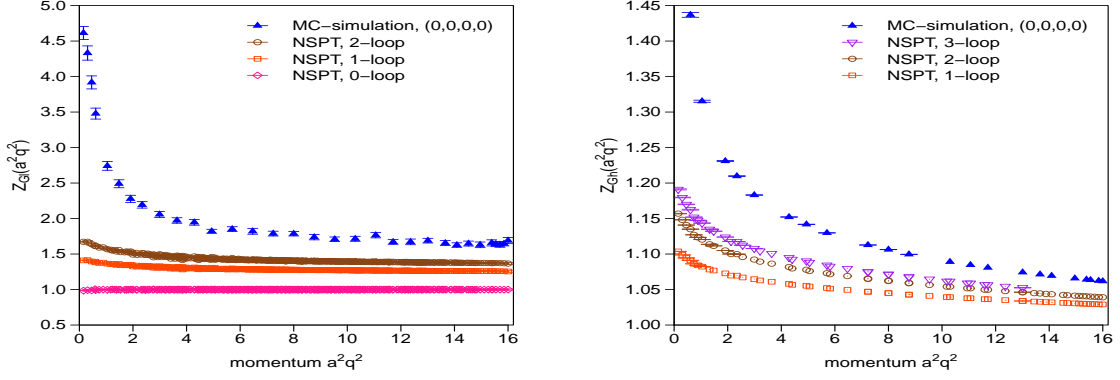 MC−simulation, (0,0,0,0)
NSPT, 2−loop
NSPT, 1−loop
NSPT, 0−loop
5.0
4.5
4.0
3.5
3.0
2.5
2.0
1.5
1.0
0.5
Z_Gl(a²q²)
0 2 4 6 8 10 12 14 16
momentum a²q²
MC−simulation, (0,0,0,0)
NSPT, 3−loop
NSPT, 2−loop
NSPT, 1−loop
1.45
1.40
1.35
1.30
1.25
1.20
1.15
1.10
1.05
1.00
Z_Gh(a²q²)
0 2 4 6 8 10 12 14 16
momentum a²q²